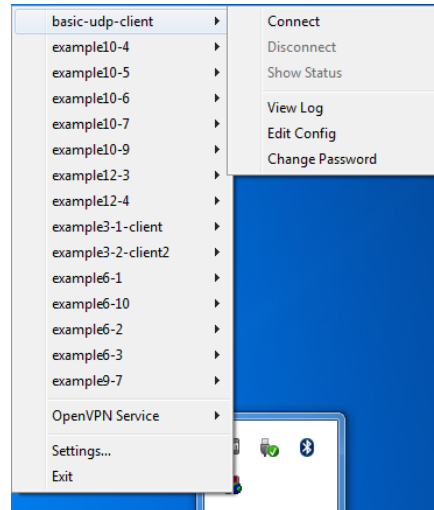 basic-udp-client
example10-4
example10-5
example10-6
example10-7
example10-9
example12-3
example12-4
example3-1-client
example3-2-client2
example6-1
example6-10
example6-2
example6-3
example9-7
OpenVPN Service
Settings...
Exit
Connect
Disconnect
Show Status
View Log
Edit Config
Change Password